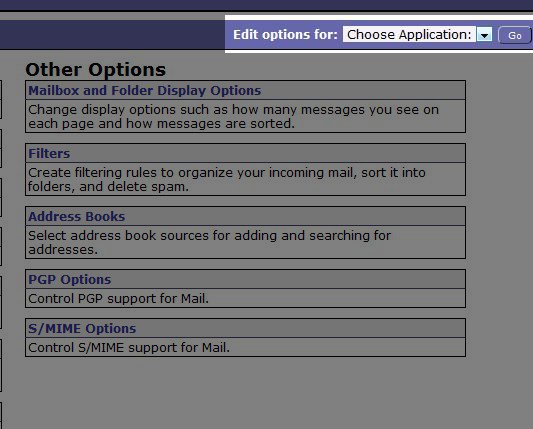 Edit options for: Choose Application: Go
Other Options
Mailbox and Folder Display Options
Change display options such as how many messages you see on
each page and how messages are sorted.
Filters
Create filtering rules to organize your incoming mail, sort it into
folders, and delete spam.
Address Books
Select address book sources for adding and searching for
addresses.
PGP Options
Control PGP support for Mail.
S/MIME Options
Control S/MIME support for Mail.